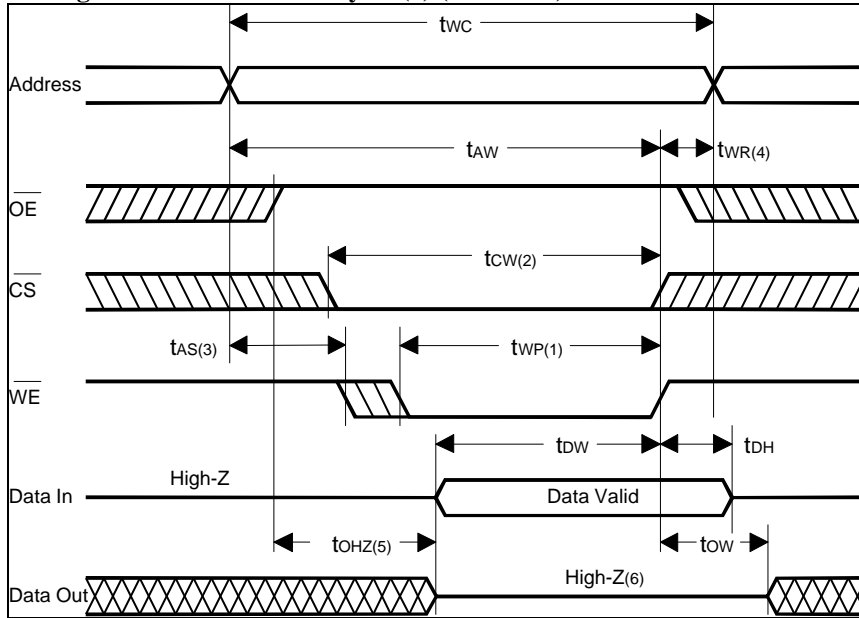 tWC
Address
tAW
tWR(4)
OE
tCW(2)
CS
tAS(3)
tWP(1)
WE
tDW
tDH
High-Z
Data In
Data Valid
tOHZ(5)
tOW
High-Z(6)
Data Out